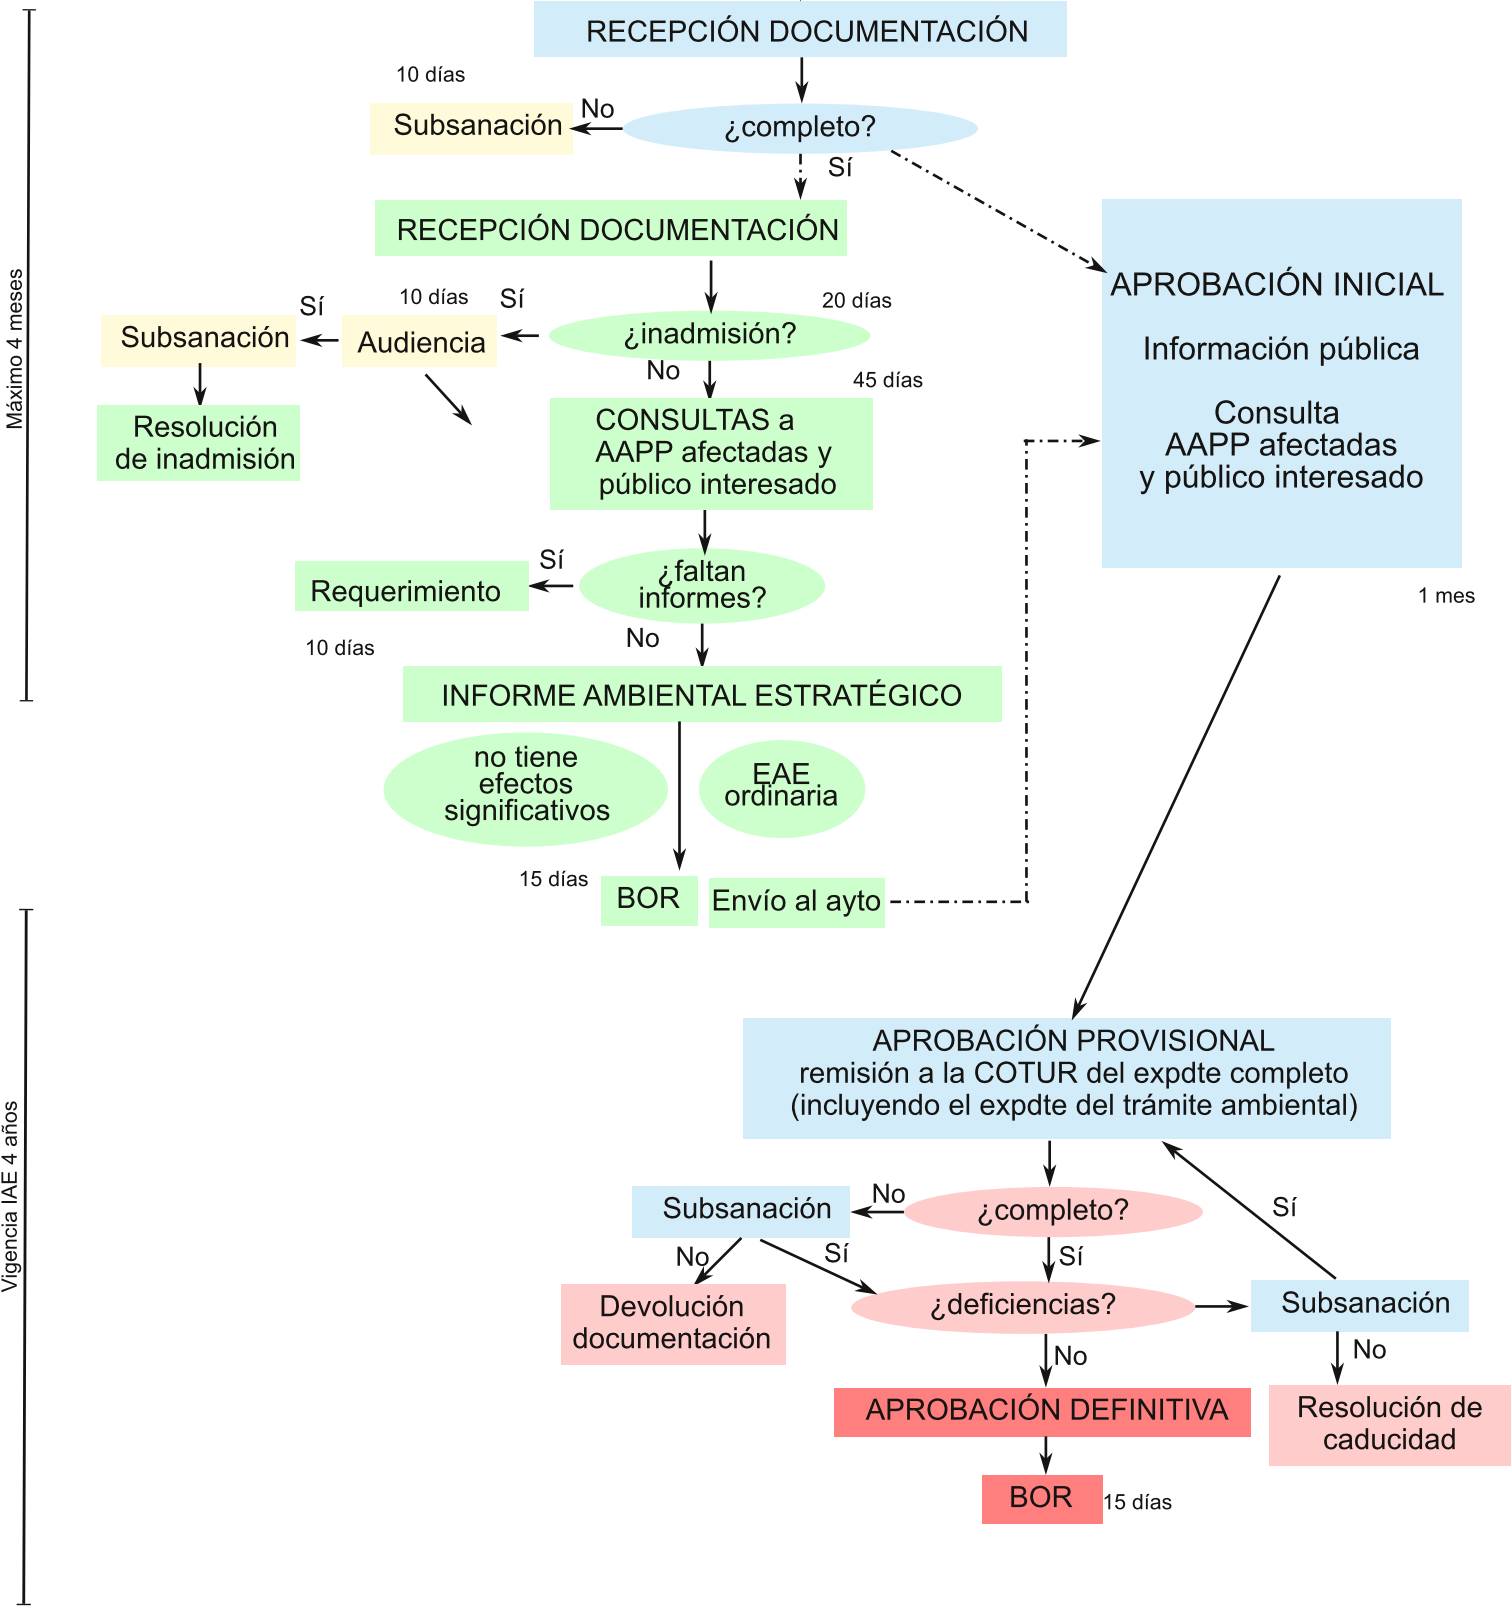 RECEPCIÓN DOCUMENTACIÓN
10 días
Subsanación
No
¿completo?
Sí
RECEPCIÓN DOCUMENTACIÓN
Máximo 4 meses
10 días
Sí
20 días
Sí
Subsanación
Audiencia
¿inadmisión?
No
45 días
Resolución
de inadmisión
CONSULTAS a
AAPP afectadas y
público interesado
APROBACIÓN INICIAL
Información pública
Consulta
AAPP afectadas
y público interesado
1 mes
Sí
¿faltan
informes?
Requerimiento
No
10 días
INFORME AMBIENTAL ESTRATÉGICO
no tiene
efectos
significativos
EAE
ordinaria
15 días
BOR
Envío al ayto
Vigencia IAE 4 años
APROBACIÓN PROVISIONAL
remisión a la COTUR del expdte completo
(incluyendo el expdte del trámite ambiental)
Subsanación
No
¿completo?
Sí
No
Sí
Sí
Devolución
documentación
¿deficiencias?
Subsanación
No
No
APROBACIÓN DEFINITIVA
Resolución de
caducidad
BOR
15 días